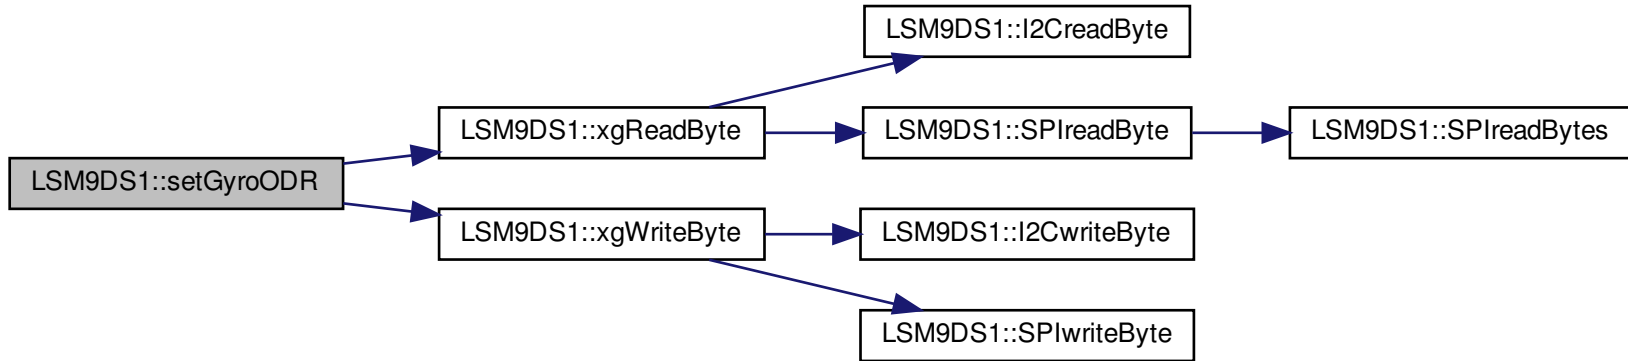 LSM9DS1::I2CreadByte
LSM9DS1::xgReadByte
LSM9DS1::SPIreadByte
LSM9DS1::SPIreadBytes
LSM9DS1::setGyroODR
LSM9DS1::xgWriteByte
LSM9DS1::I2CwriteByte
LSM9DS1::SPIwriteByte